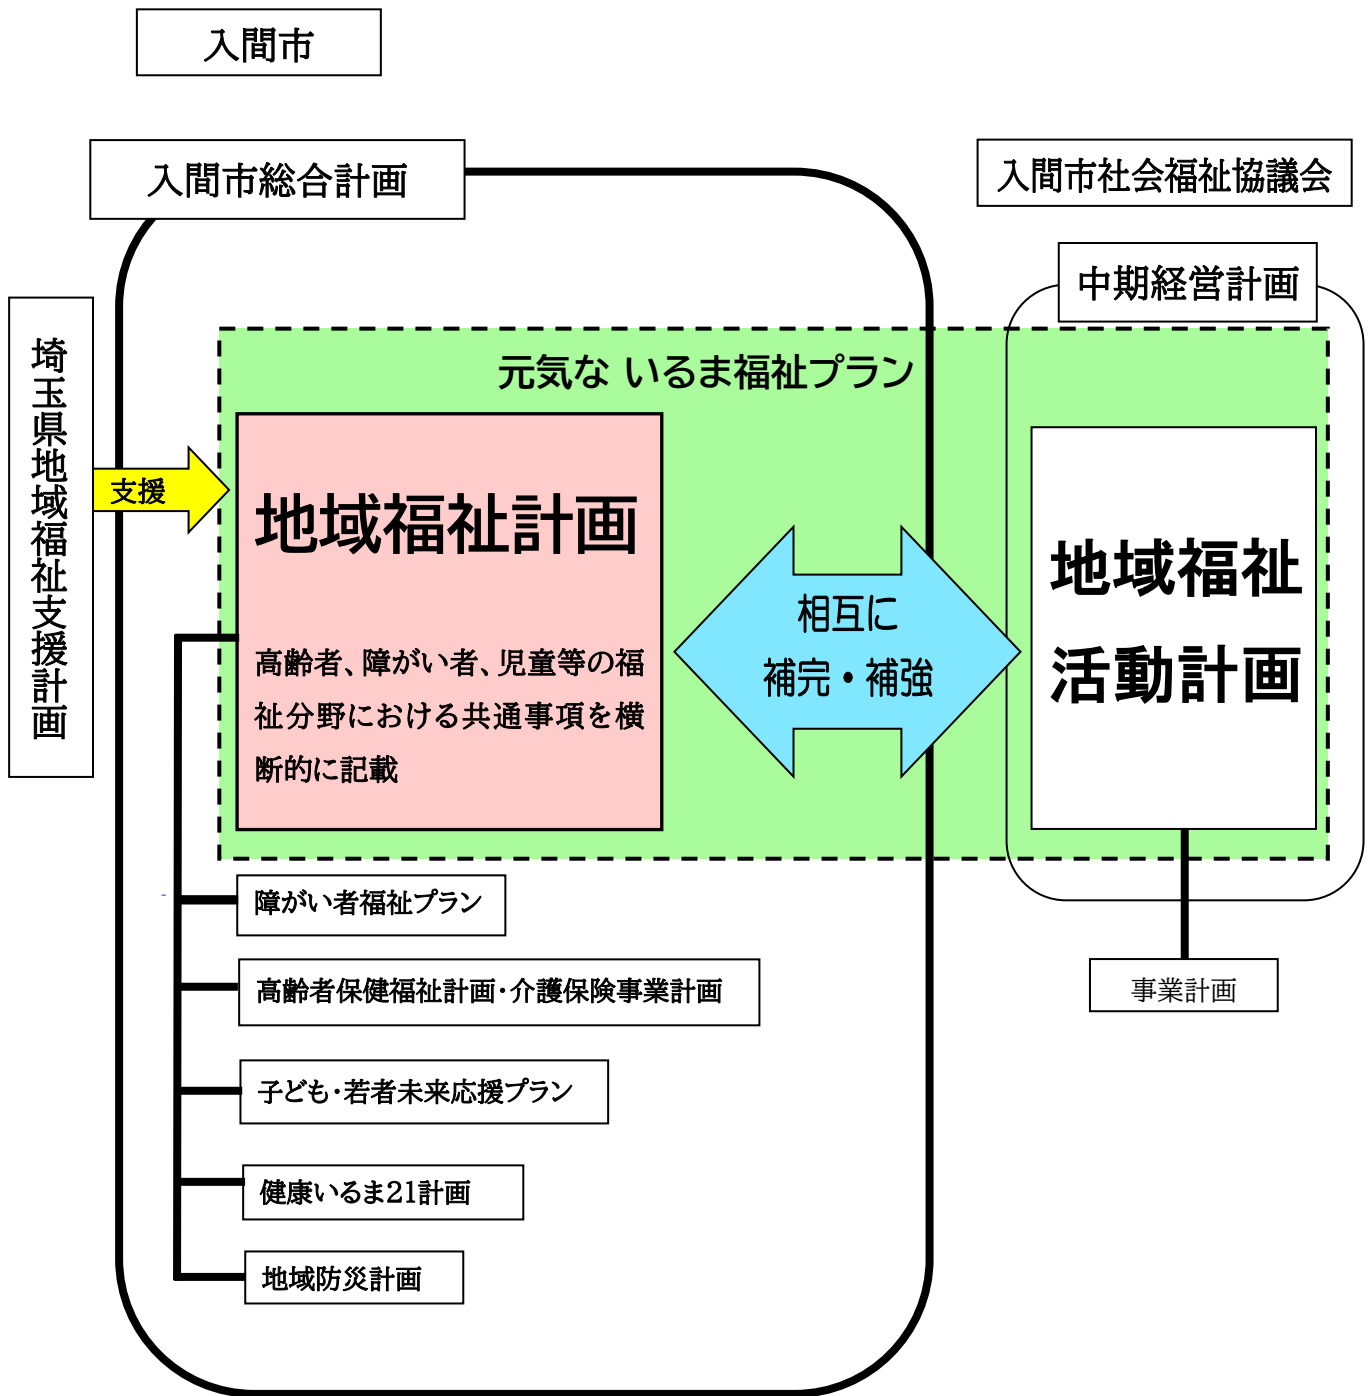 入間市
入間市総合計画
入間市社会福祉協議会
中期経営計画
埼玉県地域福祉支援計画
元気な いるま福祉プラン
支援
地域福祉計画
高齢者、障がい者、児童等の福
祉分野における共通事項を横
断的に記載
相互に
補完・補強
地域福祉
活動計画
障がい者福祉プラン
高齢者保健福祉計画・介護保険事業計画
事業計画
子ども・若者未来応援プラン
健康いるま21計画
地域防災計画